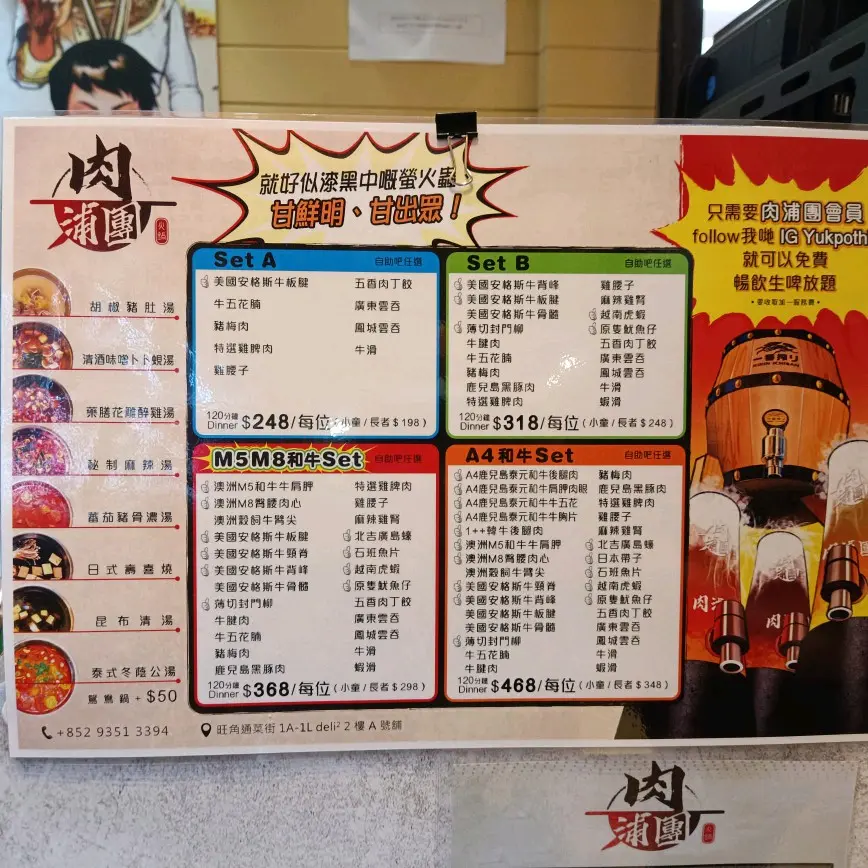 肉
浦團
火鍋
就好似漆黑中嘅螢火蟲
甘鮮明、甘出眾！
只需要肉浦團會員
follow我哋 IG Yukpoth
就可以免費
暢飲生啤放題
胡椒豬肚湯
清酒味噌卜卜蜆湯
藥膳花雕醉雞湯
秘制麻辣湯
蕃茄豬骨濃湯
日式壽喜燒
昆布清湯
泰式冬蔭公湯
鴛鴦鍋 + $50
Set A 自助吧任選
美國安格斯牛板腱 五香肉丁餃
牛五花腩 廣東雲吞
豬梅肉 鳳城雲吞
特選雞脾肉 牛滑
雞腰子
120分鐘
Dinner $248/每位 (小童/長者 $198)
Set B 自助吧任選
美國安格斯牛背峰 雞腰子
美國安格斯牛板腱 麻辣雞腎
美國安格斯牛骨髓 越南虎蝦
薄切封門柳 原隻魷魚仔
牛腱肉 五香肉丁餃
牛五花腩 廣東雲吞
豬梅肉 鳳城雲吞
鹿兒島黑豚肉 牛滑
特選雞脾肉 蝦滑
120分鐘
Dinner $318/每位 (小童/長者 $248)
M5M8和牛Set 自助吧任選
澳洲M5和牛牛肩胛 特選雞脾肉
澳洲M8臀腰肉心 雞腰子
澳洲穀飼牛臂尖 麻辣雞腎
美國安格斯牛板腱 北吉廣島蠔
美國安格斯牛頸脊 石班魚片
美國安格斯牛背峰 越南虎蝦
美國安格斯牛骨髓 原隻魷魚仔
薄切封門柳 五香肉丁餃
牛腱肉 廣東雲吞
牛五花腩 鳳城雲吞
豬梅肉 牛滑
鹿兒島黑豚肉 蝦滑
120分鐘
Dinner $368/每位 (小童/長者 $298)
A4和牛Set 自助吧任選
A4鹿兒島泰元和牛後腿肉 豬梅肉
A4鹿兒島泰元和牛肩胛肉眼 鹿兒島黑豚肉
A4鹿兒島泰元和牛牛五花 特選雞脾肉
A4鹿兒島泰元和牛胸片 雞腰子
1++韓牛後腿肉 麻辣雞腎
澳洲M5和牛牛肩胛 北吉廣島蠔
澳洲M8臀腰肉心 日本帶子
澳洲穀飼牛臂尖 石班魚片
美國安格斯牛頸脊 越南虎蝦
美國安格斯牛背峰 原隻魷魚仔
美國安格斯牛板腱 五香肉丁餃
美國安格斯牛骨髓 廣東雲吞
薄切封門柳 鳳城雲吞
牛五花腩 牛滑
牛腱肉 蝦滑
120分鐘
Dinner $468/每位 (小童/長者 $348)
一番搾り
KIRIN ICHIBAN
+852 9351 3394 旺角通菜街 1A-1L deli² 2 樓 A 號舖
肉
浦團
火鍋